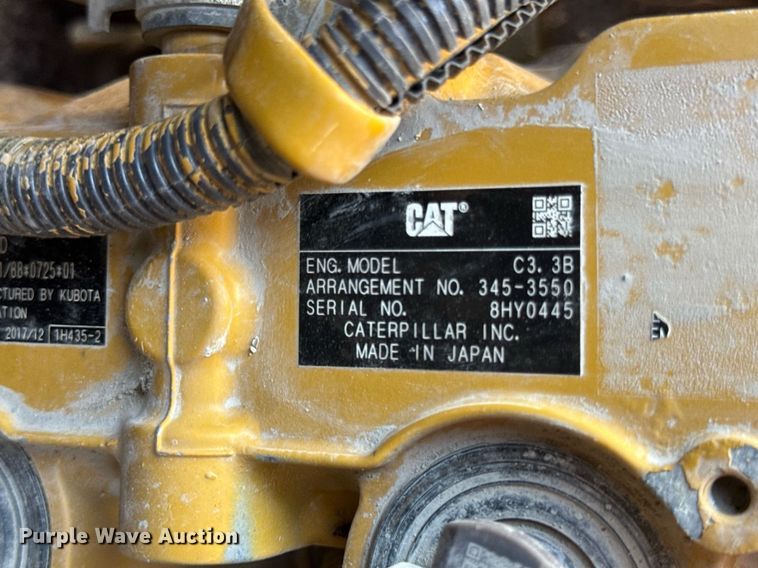 CAT®
ENG. MODEL C3.3B
ARRANGEMENT NO. 345-3550
SERIAL NO. 8HY0445
CATERPILLAR INC.
MADE IN JAPAN
D
/88*0725*01
CTURED BY KUBOTA
ATION
2017/12 1H435-2
Purple Wave Auction